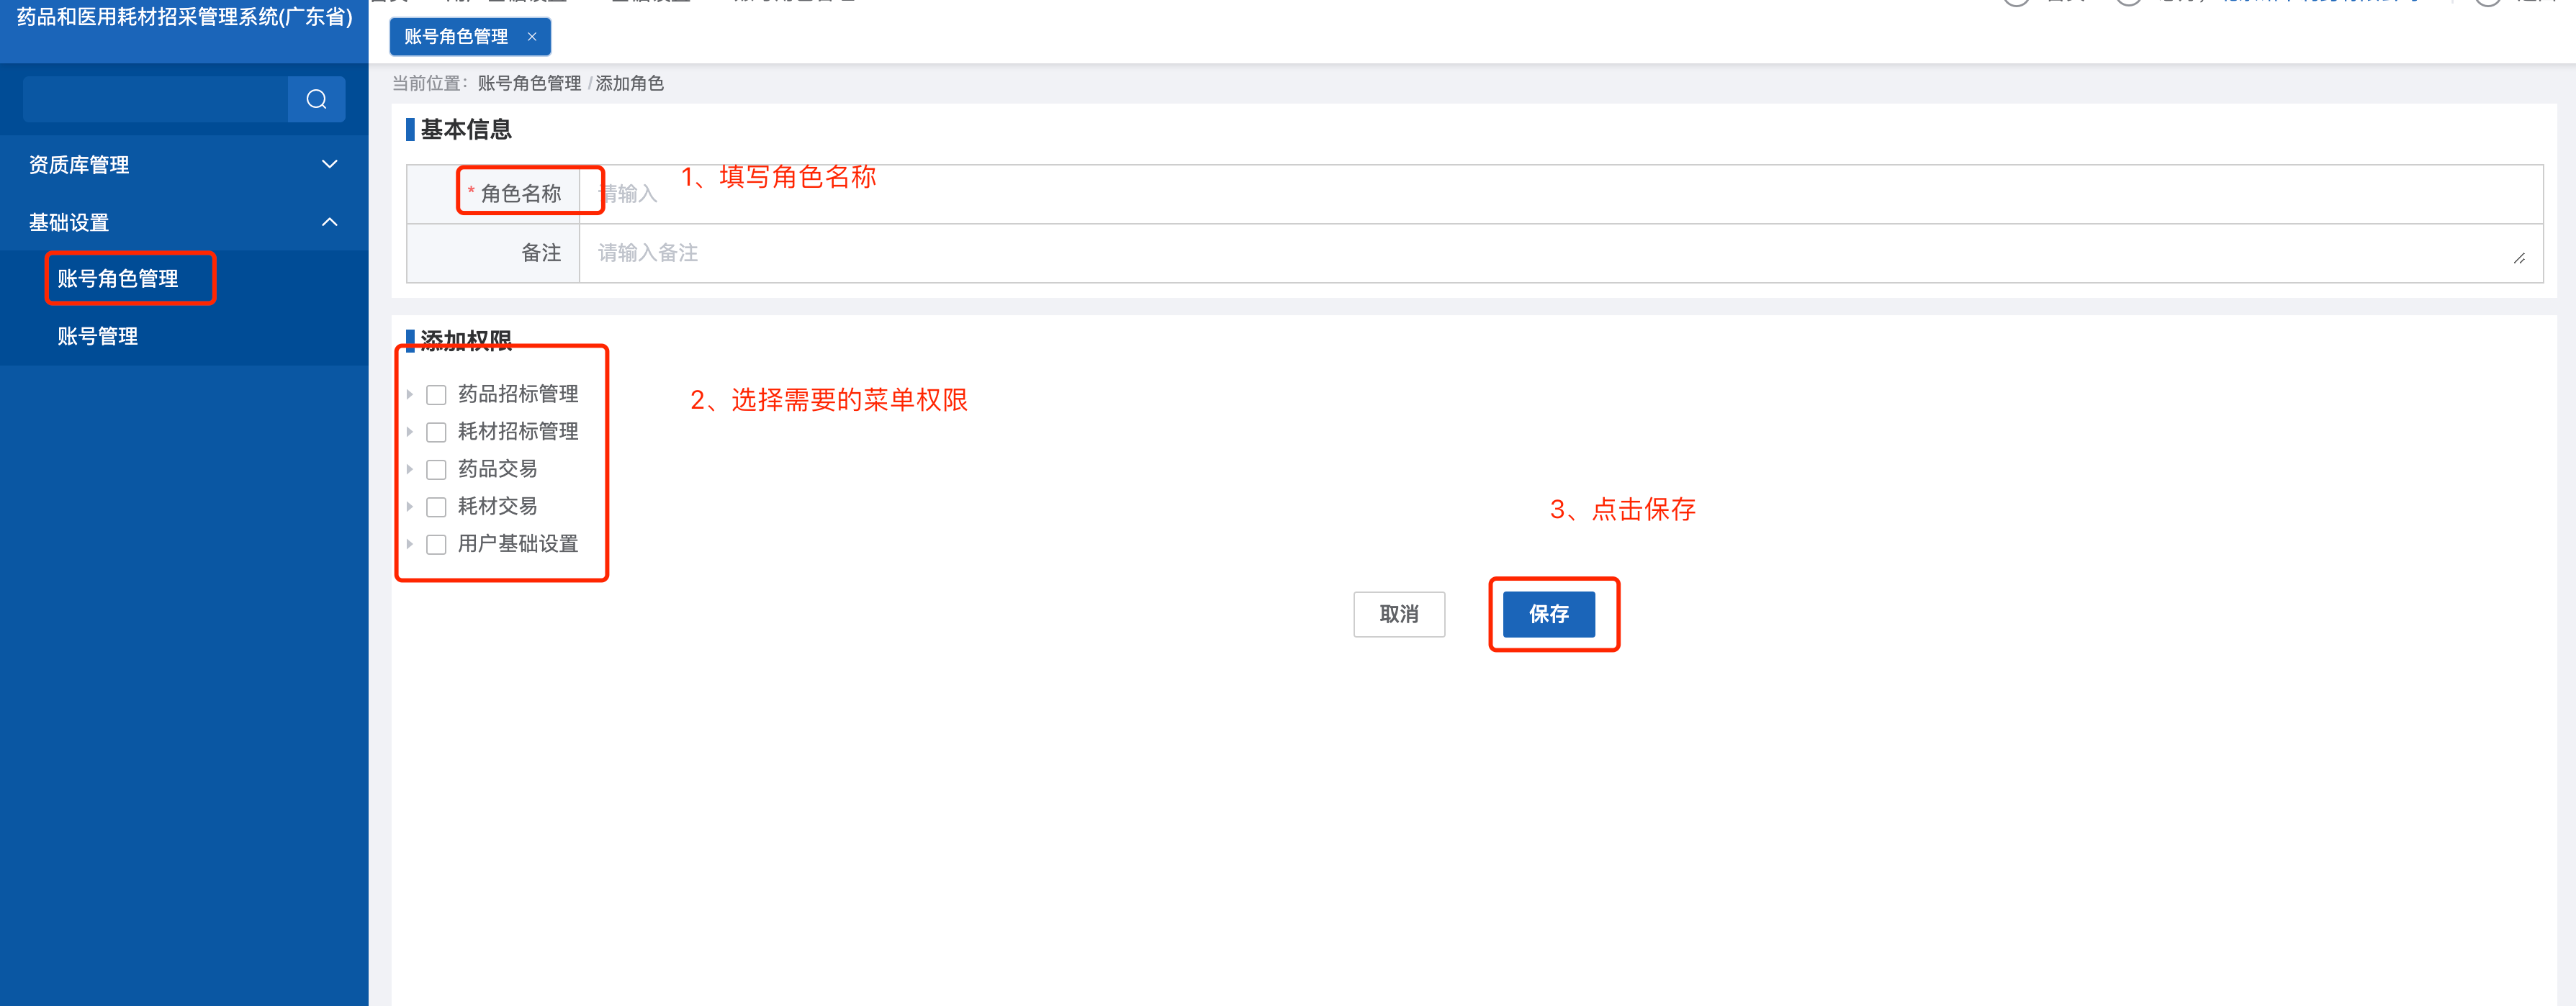 药品和医用耗材招采管理系统(广东省)
账号角色管理 ×
当前位置：账号角色管理 / 添加角色
资质库管理
基础设置
账号角色管理
账号管理
基本信息
* 角色名称 请输入
1、填写角色名称
备注 请输入备注
添加权限
药品招标管理
耗材招标管理
药品交易
耗材交易
用户基础设置
2、选择需要的菜单权限
3、点击保存
取消 保存